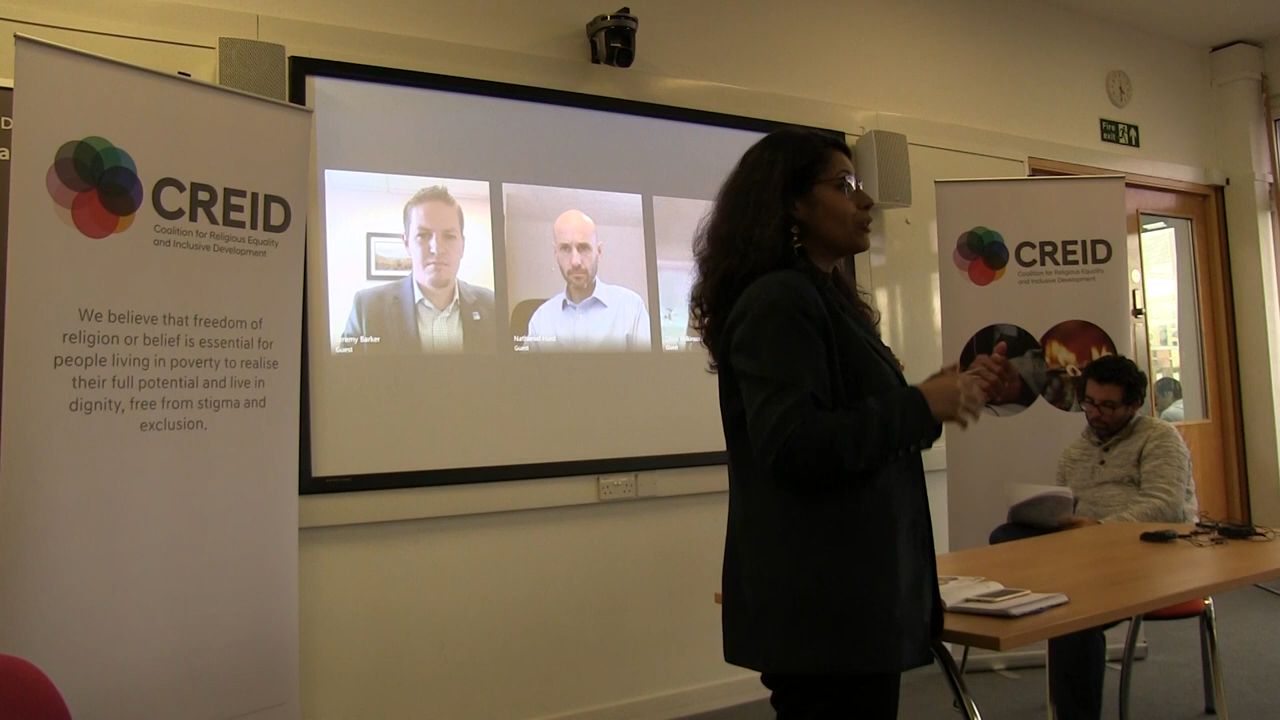 CREID
Coalition for Religious Equality
and Inclusive Development
We believe that freedom of
religion or belief is essential for
people living in poverty to realise
their full potential and live in
dignity, free from stigma and
exclusion.
Jeremy Barker
Guest
Guest
Guest
Fire
exit
CREID
Coalition for Religious Equality
and Inclusive Development